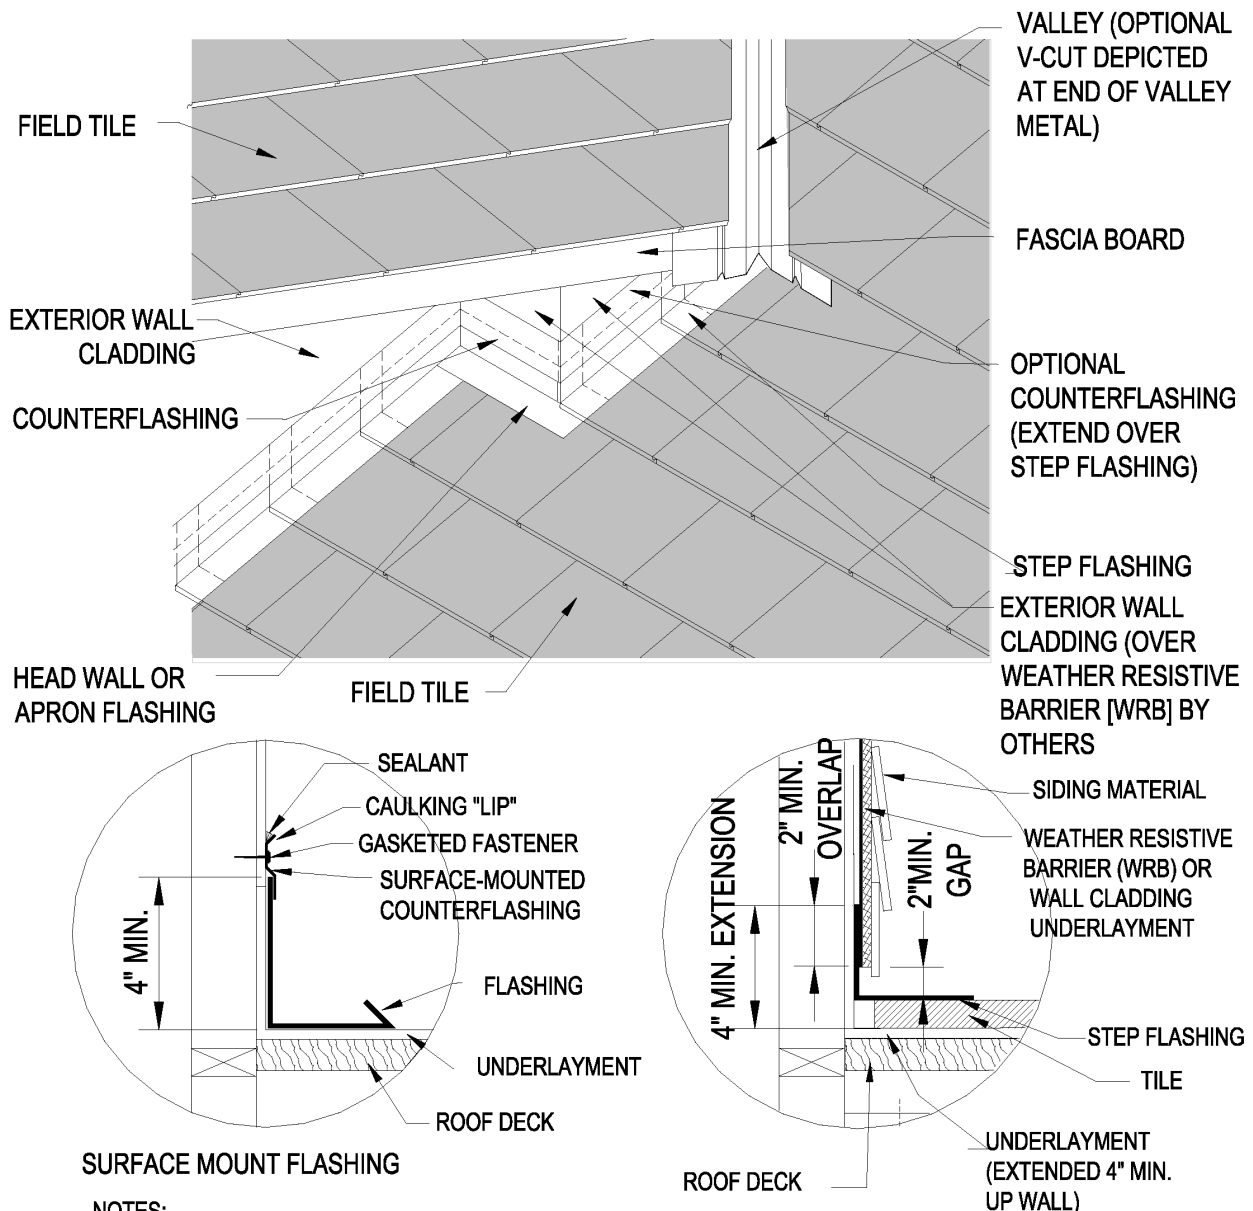 VALLEY (OPTIONAL
V-CUT DEPICTED
AT END OF VALLEY
METAL)
FIELD TILE
FASCIA BOARD
EXTERIOR WALL
CLADDING
OPTIONAL
COUNTERFLASHING
(EXTEND OVER
STEP FLASHING)
COUNTERFLASHING
STEP FLASHING
EXTERIOR WALL
CLADDING (OVER
WEATHER RESISTIVE
BARRIER [WRB] BY
OTHERS
HEAD WALL OR
APRON FLASHING
FIELD TILE
SEALANT
CAULKING "LIP"
GASKETED FASTENER
SURFACE-MOUNTED
COUNTERFLASHING
4" MIN.
FLASHING
UNDERLAYMENT
ROOF DECK
SURFACE MOUNT FLASHING
NOTES:
4" MIN. EXTENSION
2" MIN.
OVERLAP
2"MIN.
GAP
SIDING MATERIAL
WEATHER RESISTIVE
BARRIER (WRB) OR
WALL CLADDING
UNDERLAYMENT
STEP FLASHING
TILE
UNDERLAYMENT
(EXTENDED 4" MIN.
UP WALL)
ROOF DECK